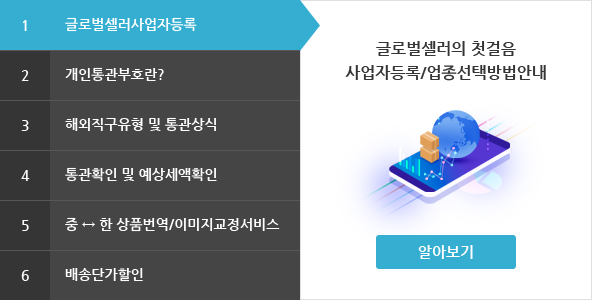 1 글로벌셀러사업자등록
2 개인통관부호란?
3 해외직구유형 및 통관상식
4 통관확인 및 예상세액확인
5 중 ↔ 한 상품번역/이미지교정서비스
6 배송단가할인
글로벌셀러의 첫걸음
사업자등록/업종선택방법안내
알아보기